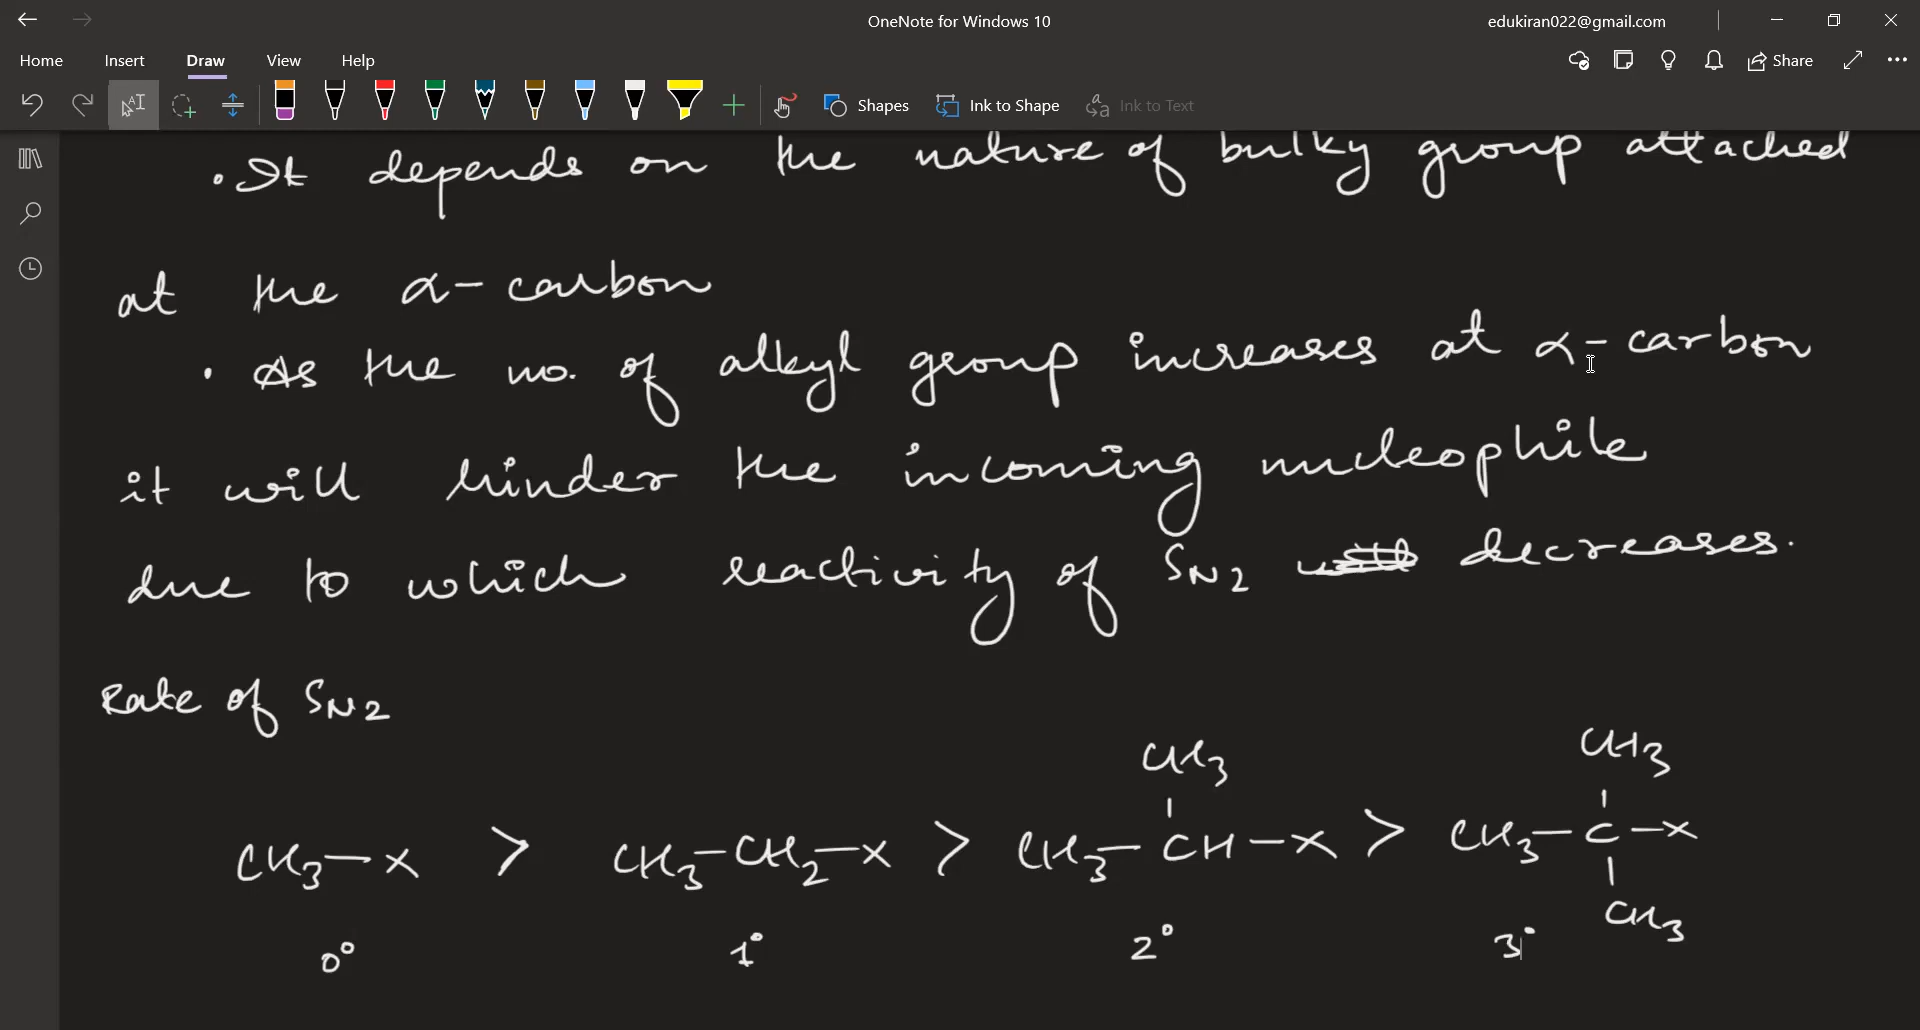 OneNote for Windows 10
edukiran022@gmail.com
Home Insert Draw View Help
Share
Shapes Ink to Shape Ink to Text
• It depends on the nature of bulky group attached
at the α- carbon
• As the no. of alkyl group increases at α- carbon
it will hinder the incoming nucleophile
due to which reactivity of SN2 decreases.
Rate of SN2
CH3 CH3
CH3-X > CH3-CH2-X > CH3-CH-X > CH3-C-X
CH3
0° 1° 2° 3°